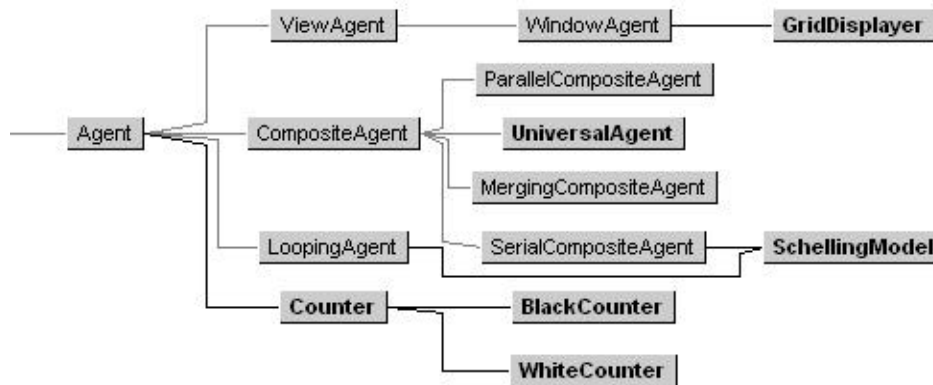 ViewAgent
WindowAgent
GridDisplayer
ParallelCompositeAgent
Agent
CompositeAgent
UniversalAgent
MergingCompositeAgent
LoopingAgent
SerialCompositeAgent
SchellingModel
Counter
BlackCounter
WhiteCounter